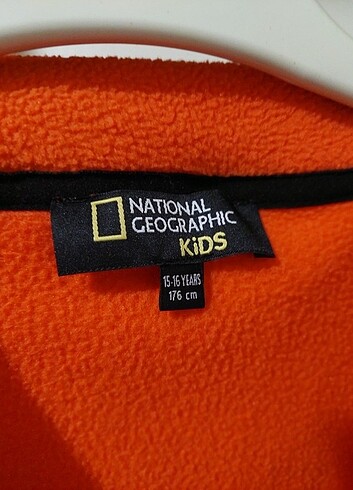 NATIONAL
GEOGRAPHIC
KiDS
15-16 YEARS
176 cm